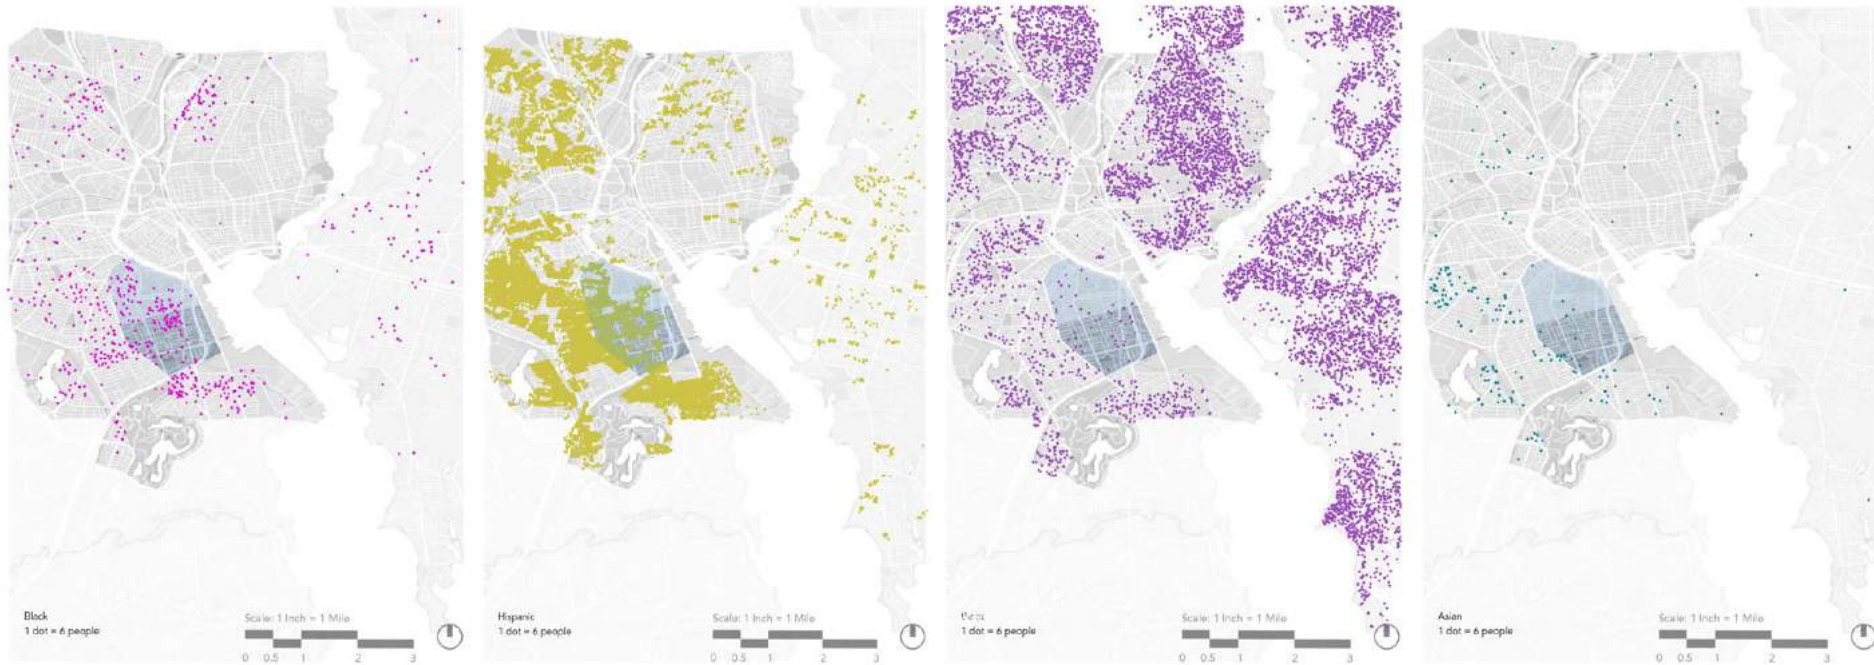 Black
1 dot = 6 people
Scale: 1 Inch = 1 Mile
0 0.5 1 2 3
Hispanic
1 dot = 6 people
Scale: 1 Inch = 1 Mile
0 0.5 1 2 3
1 dot = 6 people
Scale: 1 Inch = 1 Mile
0 0.5 1 2 3
Asian
1 dot = 6 people
Scale: 1 Inch = 1 Mile
0 0.5 1 2 3